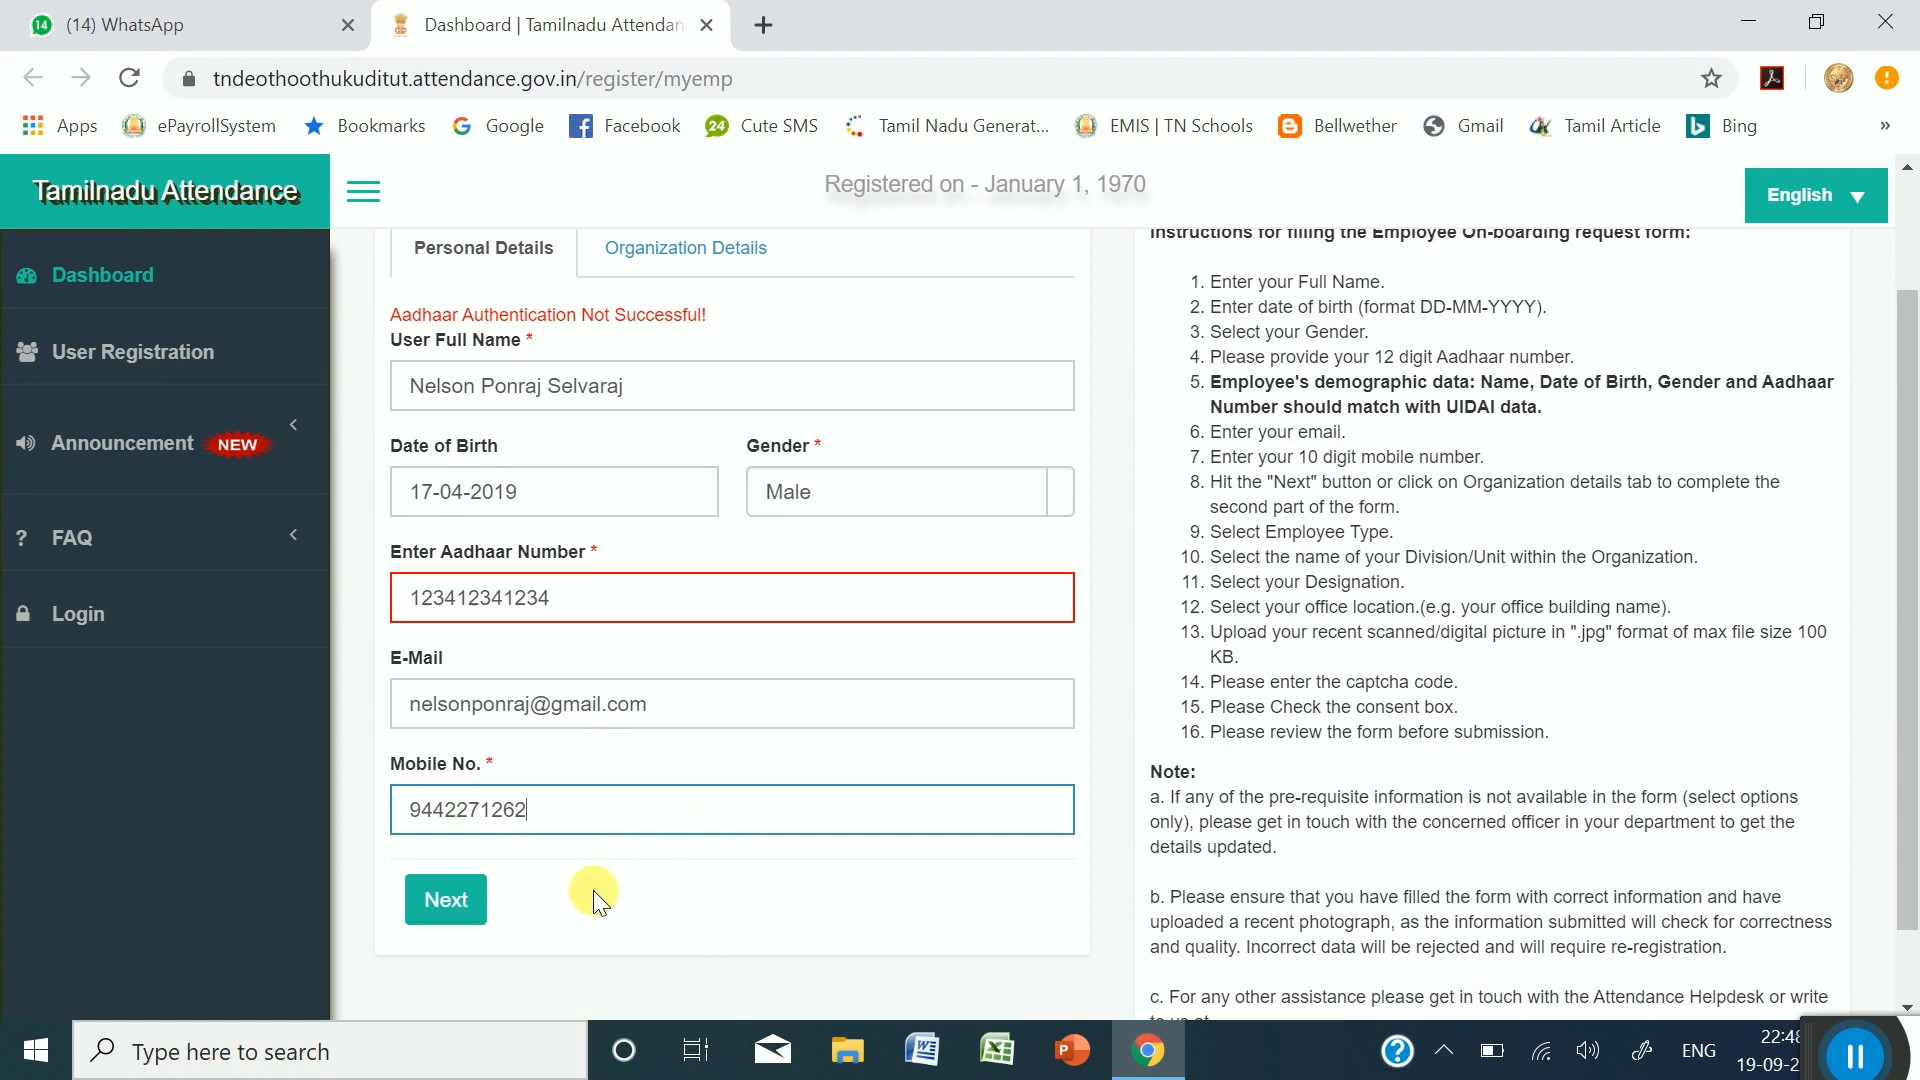 (14) WhatsApp
Dashboard | Tamilnadu Attendan
tndeothoothukuditut.attendance.gov.in/register/myemp
Apps
ePayrollSystem
Bookmarks
Google
Facebook
24
Cute SMS
Tamil Nadu Generat...
EMIS | TN Schools
Bellwether
Gmail
Tamil Article
Bing
»
Tamilnadu Attendance
Registered on - January 1, 1970
English
Dashboard
User Registration
Announcement NEW
FAQ
Login
Personal Details
Organization Details
Aadhaar Authentication Not Successful!
User Full Name *
Nelson Ponraj Selvaraj
Date of Birth
Gender *
17-04-2019
Male
Enter Aadhaar Number *
123412341234
E-Mail
nelsonponraj@gmail.com
Mobile No. *
9442271262
Next
Instructions for filling the Employee On-boarding request form:
1. Enter your Full Name.
2. Enter date of birth (format DD-MM-YYYY).
3. Select your Gender.
4. Please provide your 12 digit Aadhaar number.
5. Employee's demographic data: Name, Date of Birth, Gender and Aadhaar
Number should match with UIDAI data.
6. Enter your email.
7. Enter your 10 digit mobile number.
8. Hit the "Next" button or click on Organization details tab to complete the
second part of the form.
9. Select Employee Type.
10. Select the name of your Division/Unit within the Organization.
11. Select your Designation.
12. Select your office location.(e.g. your office building name).
13. Upload your recent scanned/digital picture in ".jpg" format of max file size 100
KB.
14. Please enter the captcha code.
15. Please Check the consent box.
16. Please review the form before submission.
Note:
a. If any of the pre-requisite information is not available in the form (select options
only), please get in touch with the concerned officer in your department to get the
details updated.
b. Please ensure that you have filled the form with correct information and have
uploaded a recent photograph, as the information submitted will check for correctness
and quality. Incorrect data will be rejected and will require re-registration.
c. For any other assistance please get in touch with the Attendance Helpdesk or write
to us at
Type here to search
ENG
22:48
19-09-2